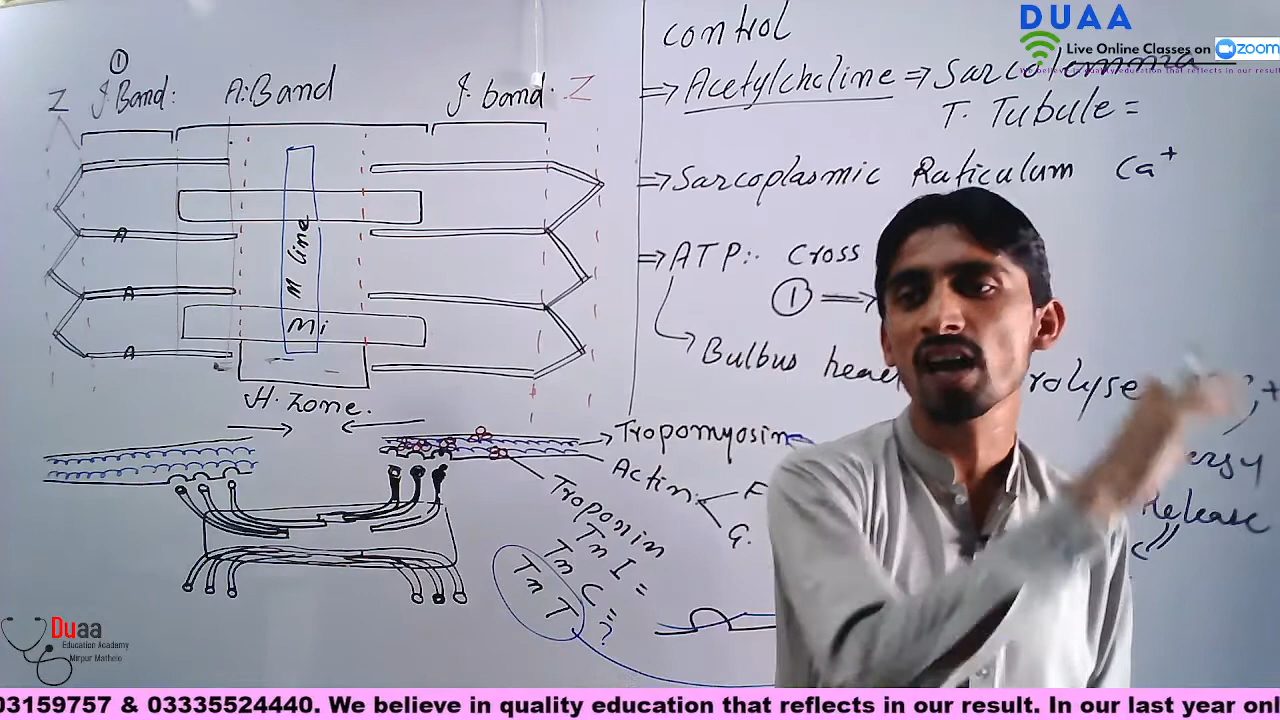 DUAA
Live Online Classes on zoom
control
⇒ Acetylcholine ⇒ Sarcolemma
T. Tubule =
⇒ Sarcoplasmic Raticulum Ca+
⇒ ATP:. Cross
① ⇒
Bulbus
Release
①
Z J. Band: A: Band J. band. Z
A
A
A
M line
Mi
H. Zone.
Tropomyosin
Actin
F
G.
Troponin
Tn I =
Tn C =
Tn T ?
Duaa
Education Academy
Mirpur Mathelo
03159757 & 03335524440. We believe in quality education that reflects in our result. In our last year onl